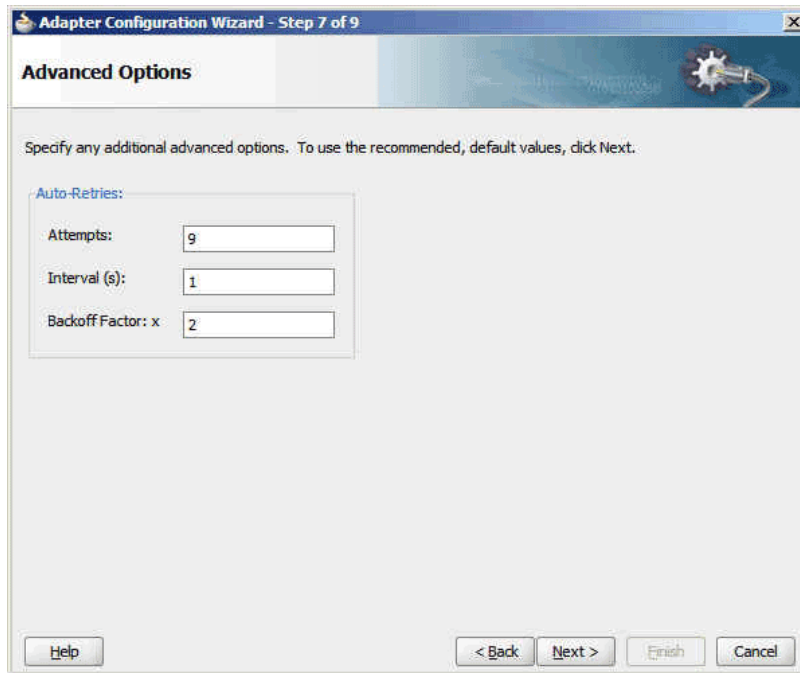 Adapter Configuration Wizard - Step 7 of 9
Advanced Options
Specify any additional advanced options. To use the recommended, default values, click Next.
Auto-Retries:
Attempts: 9
Interval (s): 1
Backoff Factor: x 2
Help < Back Next > Finish Cancel